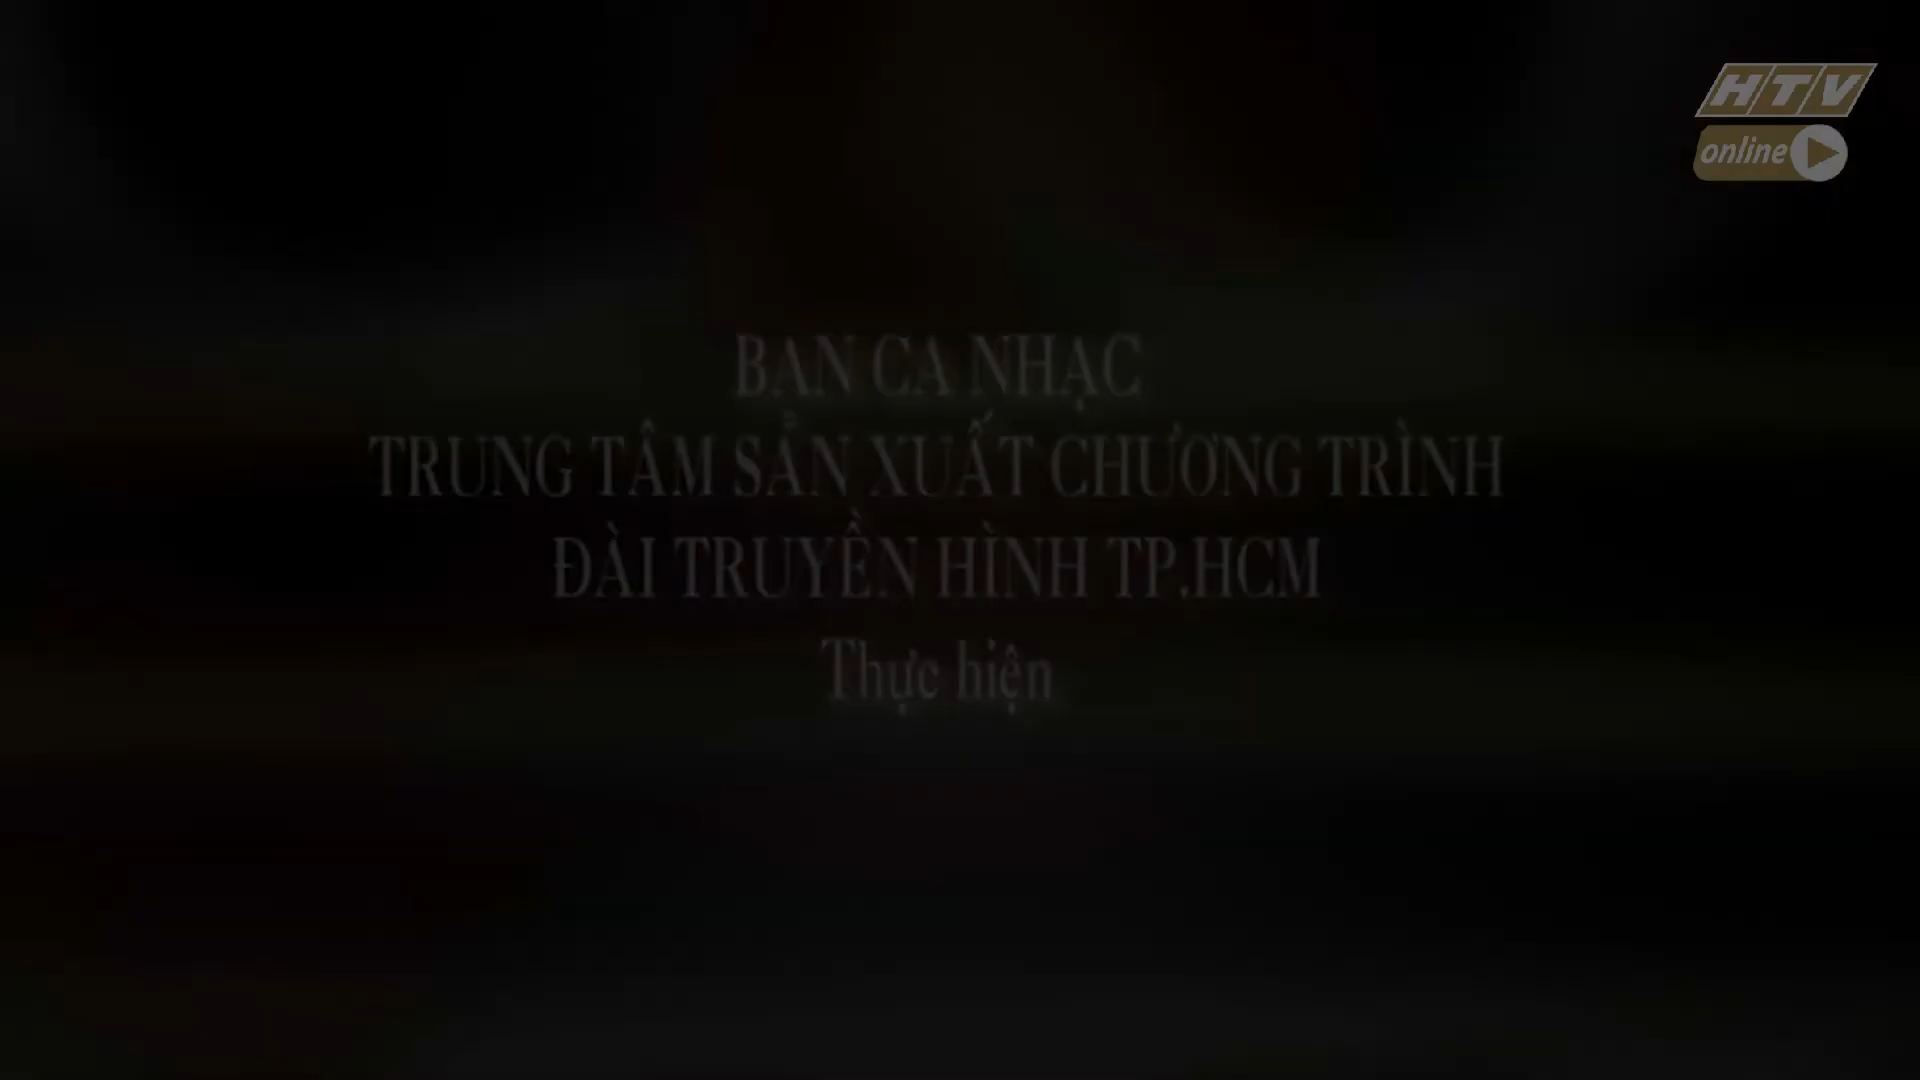 HTV
online
BAN CA NHẠC
TRUNG TÂM SẢN XUẤT CHƯƠNG TRÌNH
ĐÀI TRUYỀN HÌNH TP.HCM
Thực hiện